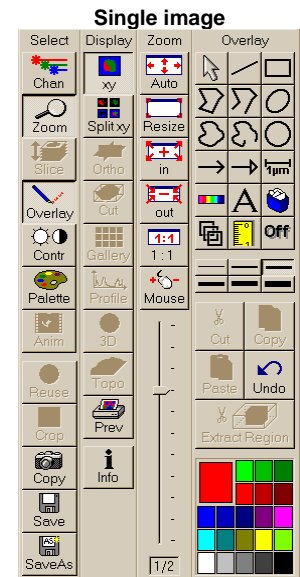 Single image
Select Display Zoom Overlay
Chan xy Auto
Zoom Split xy Resize
Slice Ortho in
Overlay Cut out
1:1
Contr Gallery 1 : 1
Palette Profile Mouse
Anim 3D
Reuse Topo
Crop Prev
Copy Info
Save
SaveAs
1/2
1µm
A
Off
Cut Copy
Paste Undo
Extract Region